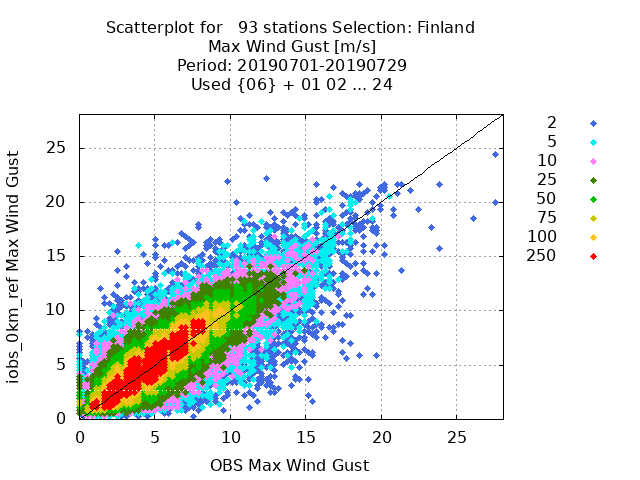 Scatterplot for   93 stations Selection: Finland
Max Wind Gust [m/s]
Period: 20190701-20190729
Used {06} + 01 02 ... 24
iobs_0km_ref Max Wind Gust
25
20
15
10
5
0
0 5 10 15 20 25
OBS Max Wind Gust
2
5
10
25
50
75
100
250